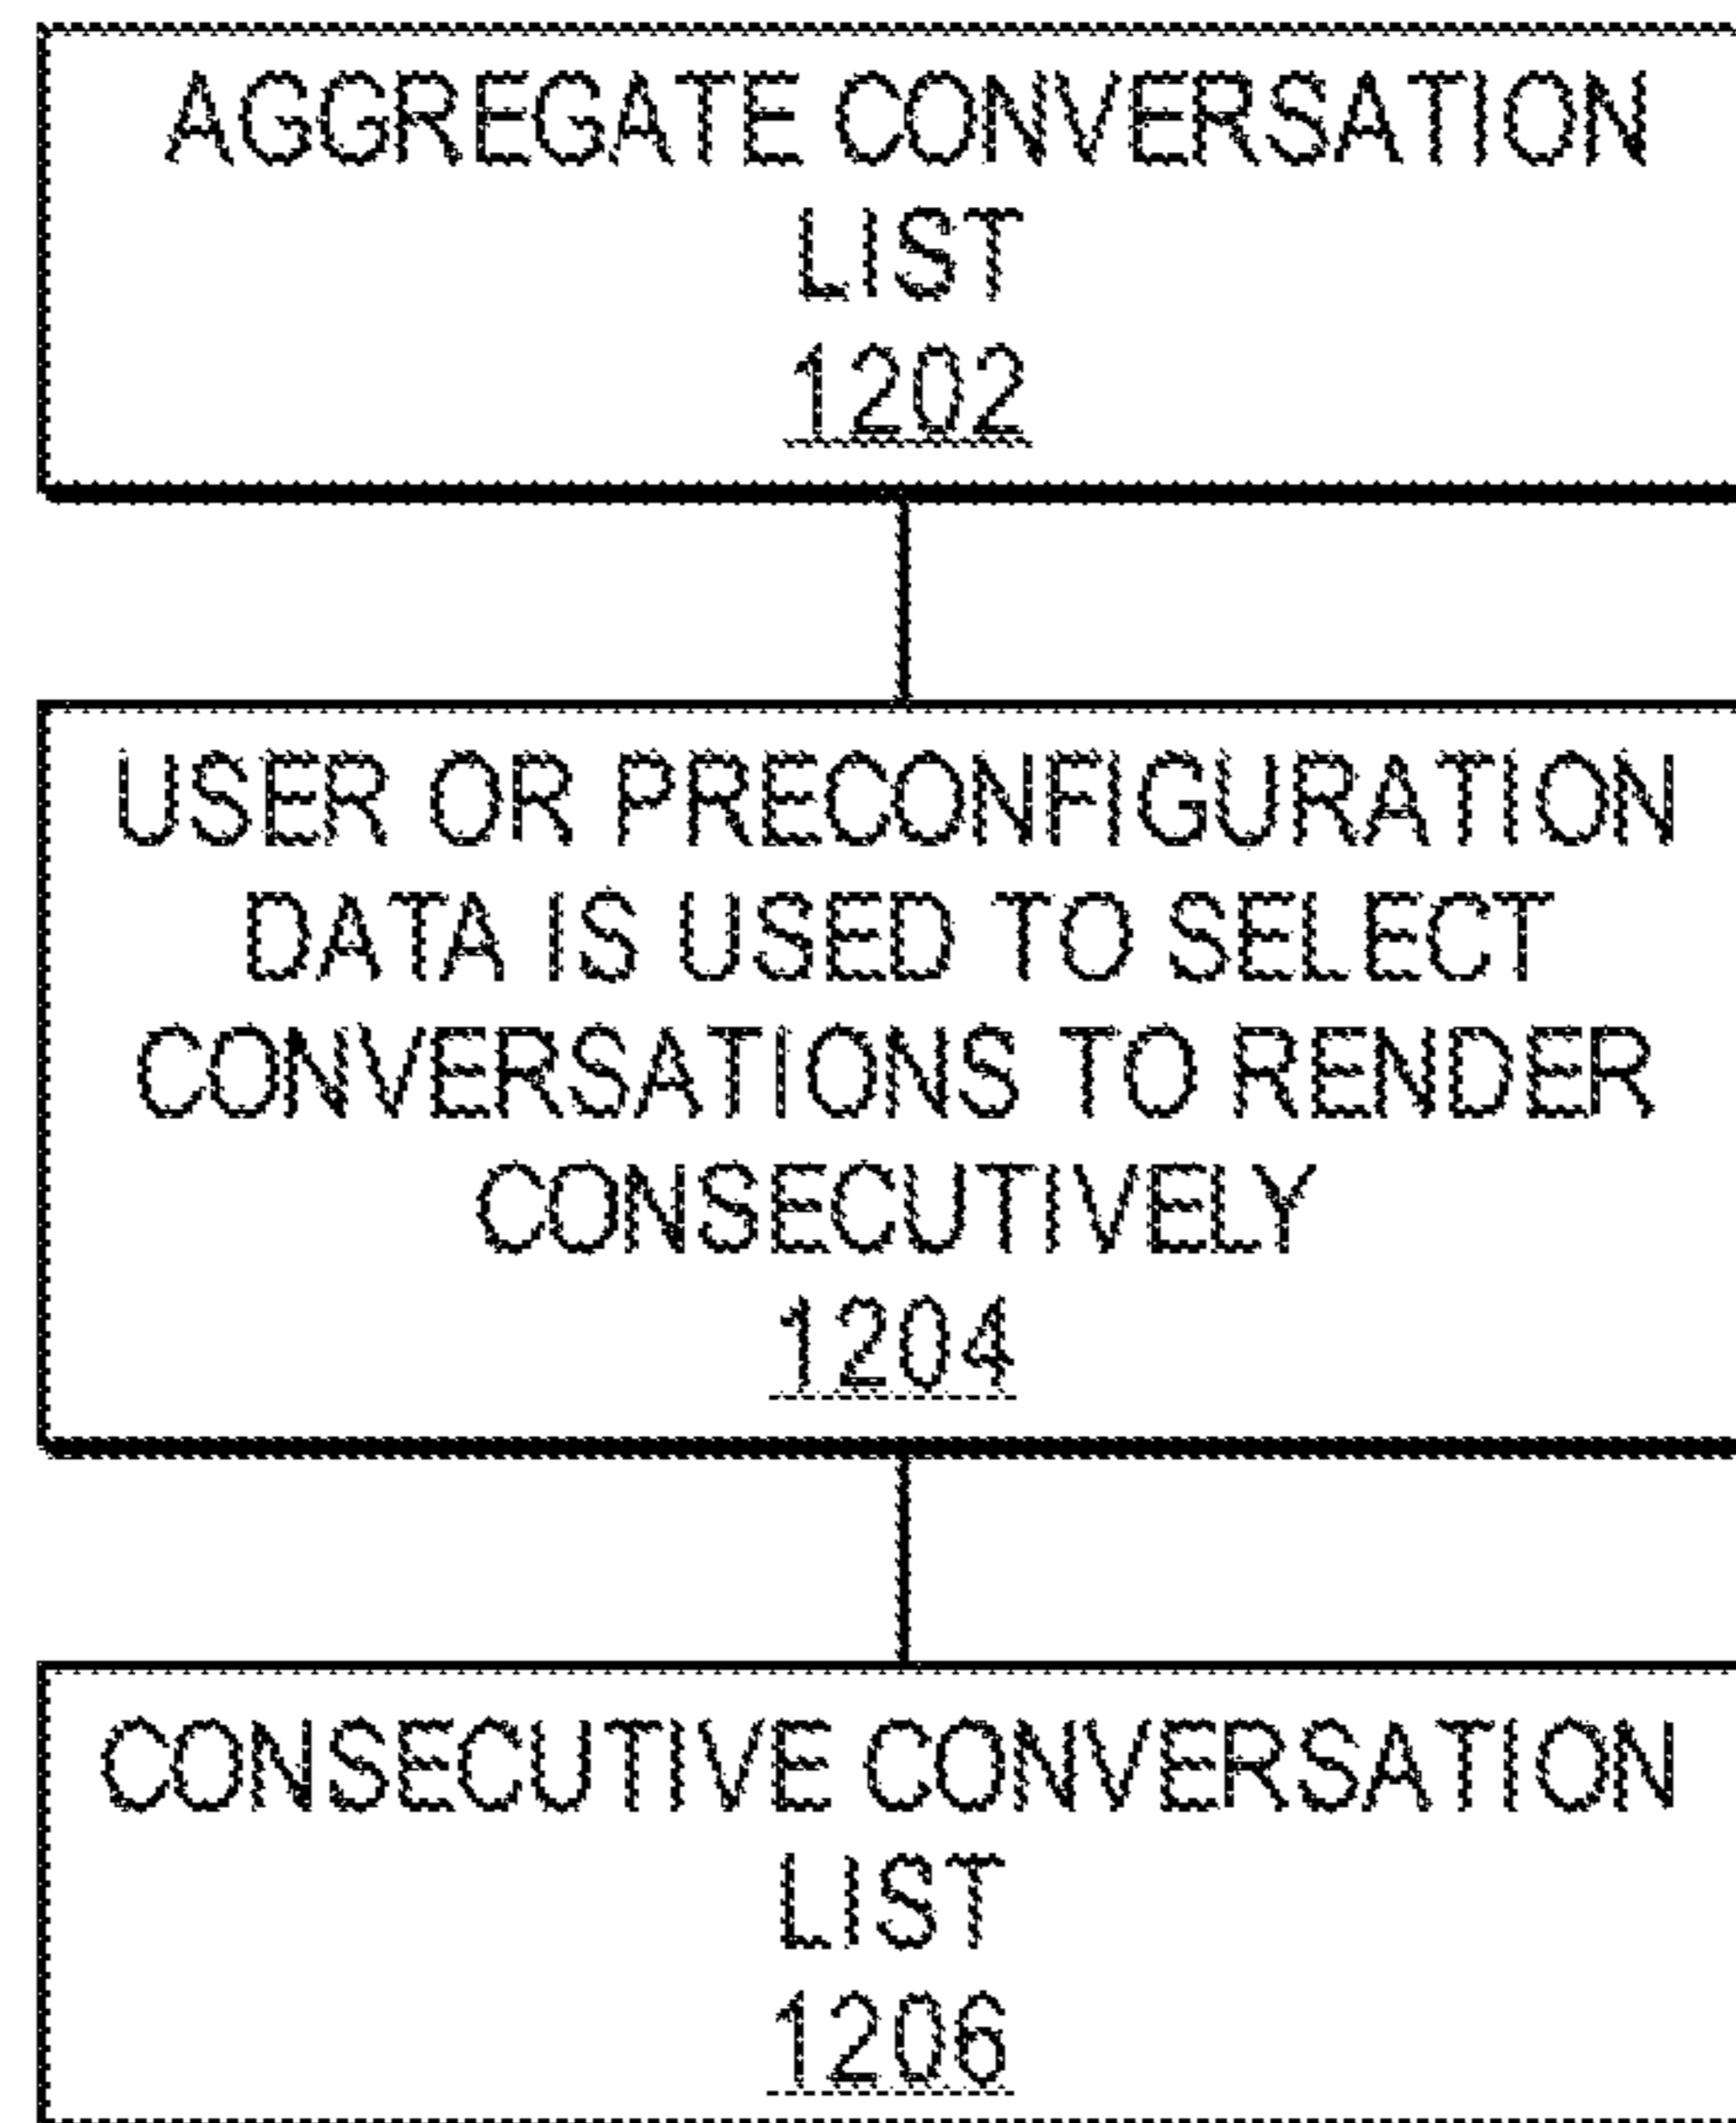 AGGREGATE CONVERSATION
LIST
1202
USER OR PRECONFIGURATION
DATA IS USED TO SELECT
CONVERSATIONS TO RENDER
CONSECUTIVELY
1204
CONSECUTIVE CONVERSATION
LIST
1206